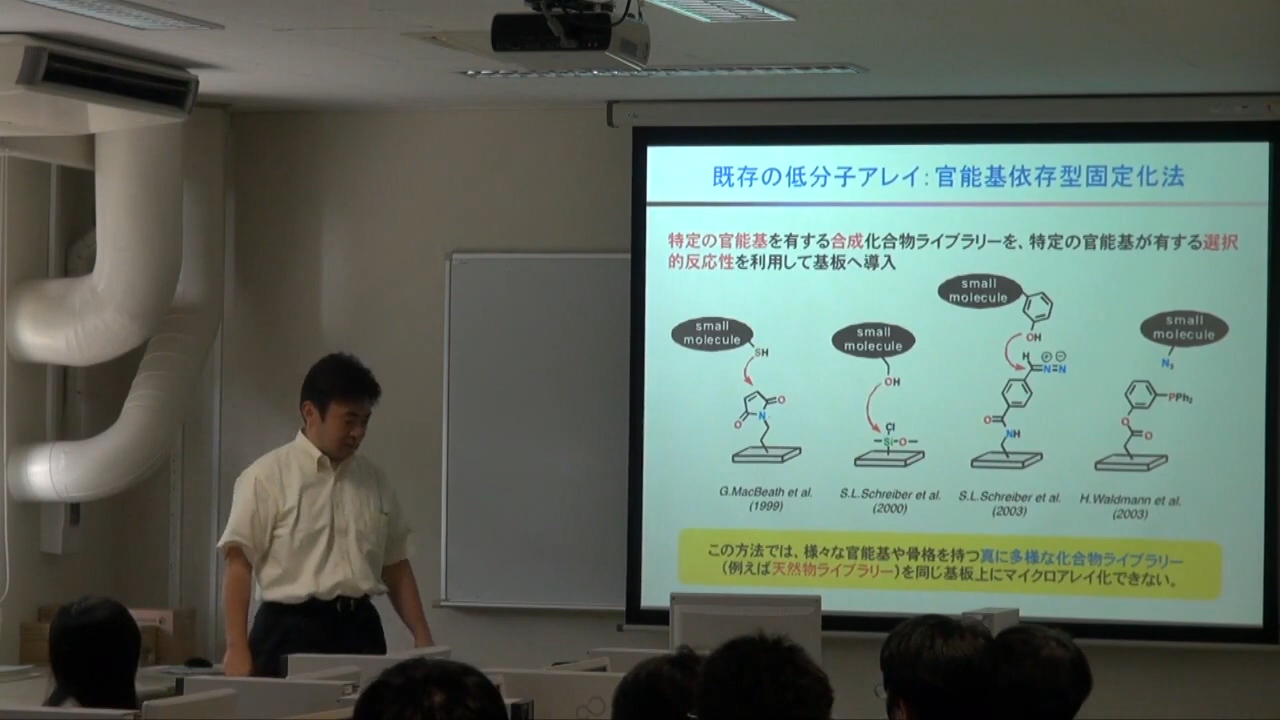 既存の低分子アレイ：官能基依存型固定化法
特定の官能基を有する合成化合物ライブラリーを、特定の官能基が有する選択
的反応性を利用して基板へ導入
small
molecule
SH
O
N
O
G.MacBeath et al.
(1999)
small
molecule
OH
Cl
Si-O
S.L.Schreiber et al.
(2000)
small
molecule
OH
H
N=N
O
NH
S.L.Schreiber et al.
(2003)
small
molecule
N3
PPh2
O
O
H.Waldmann et al.
(2003)
この方法では、様々な官能基や骨格を持つ真に多様な化合物ライブラリー
（例えば天然物ライブラリー）を同じ基板上にマイクロアレイ化できない。